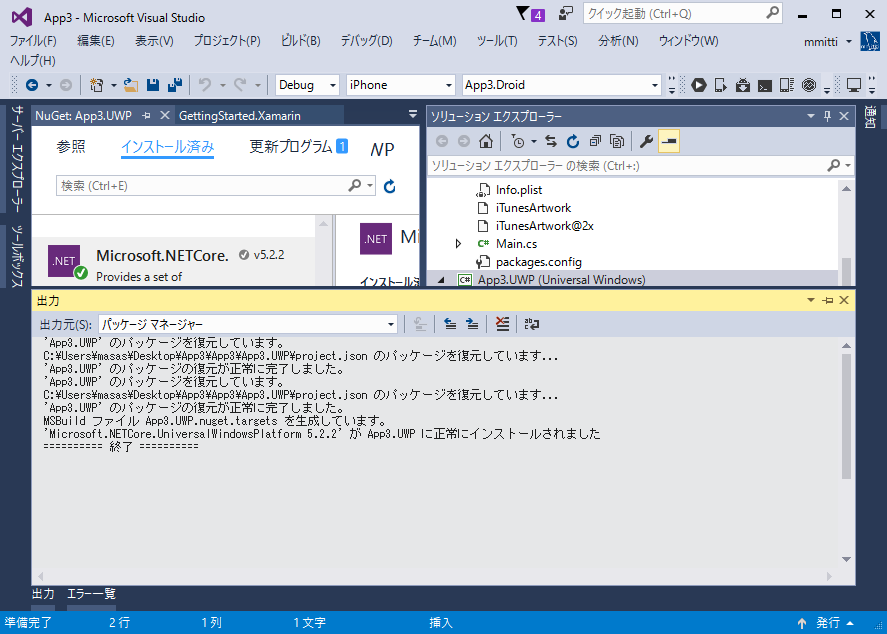 App3 - Microsoft Visual Studio
4
クイック起動 (Ctrl+Q)
ファイル(F) 編集(E) 表示(V) プロジェクト(P) ビルド(B) デバッグ(D) チーム(M) ツール(T) テスト(S) 分析(N) ウィンドウ(W)
mmitti
ヘルプ(H)
Debug
iPhone
App3.Droid
サーバー エクスプローラー
ツールボックス
NuGet: App3.UWP
GettingStarted.Xamarin
参照 インストール済み 更新プログラム 1
検索 (Ctrl+E)
.NET
Microsoft.NETCore.
v5.2.2
Provides a set of
.NET
ソリューション エクスプローラー
ソリューション エクスプローラー の検索 (Ctrl+:)
Info.plist
iTunesArtwork
iTunesArtwork@2x
C# Main.cs
packages.config
C# App3.UWP (Universal Windows)
通知
出力
出力元(S): パッケージ マネージャー
'App3.UWP' のパッケージを復元しています。
C:¥Users¥masas¥Desktop¥App3¥App3¥App3.UWP¥project.json のパッケージを復元しています...
'App3.UWP' のパッケージの復元が正常に完了しました。
'App3.UWP' のパッケージを復元しています。
C:¥Users¥masas¥Desktop¥App3¥App3¥App3.UWP¥project.json のパッケージを復元しています...
'App3.UWP' のパッケージの復元が正常に完了しました。
MSBuild ファイル App3.UWP.nuget.targets を生成しています。
'Microsoft.NETCore.UniversalWindowsPlatform 5.2.2' が App3.UWP に正常にインストールされました
========== 終了 ==========
出力 エラー一覧
準備完了 2 行 1 列 1 文字 挿入 発行